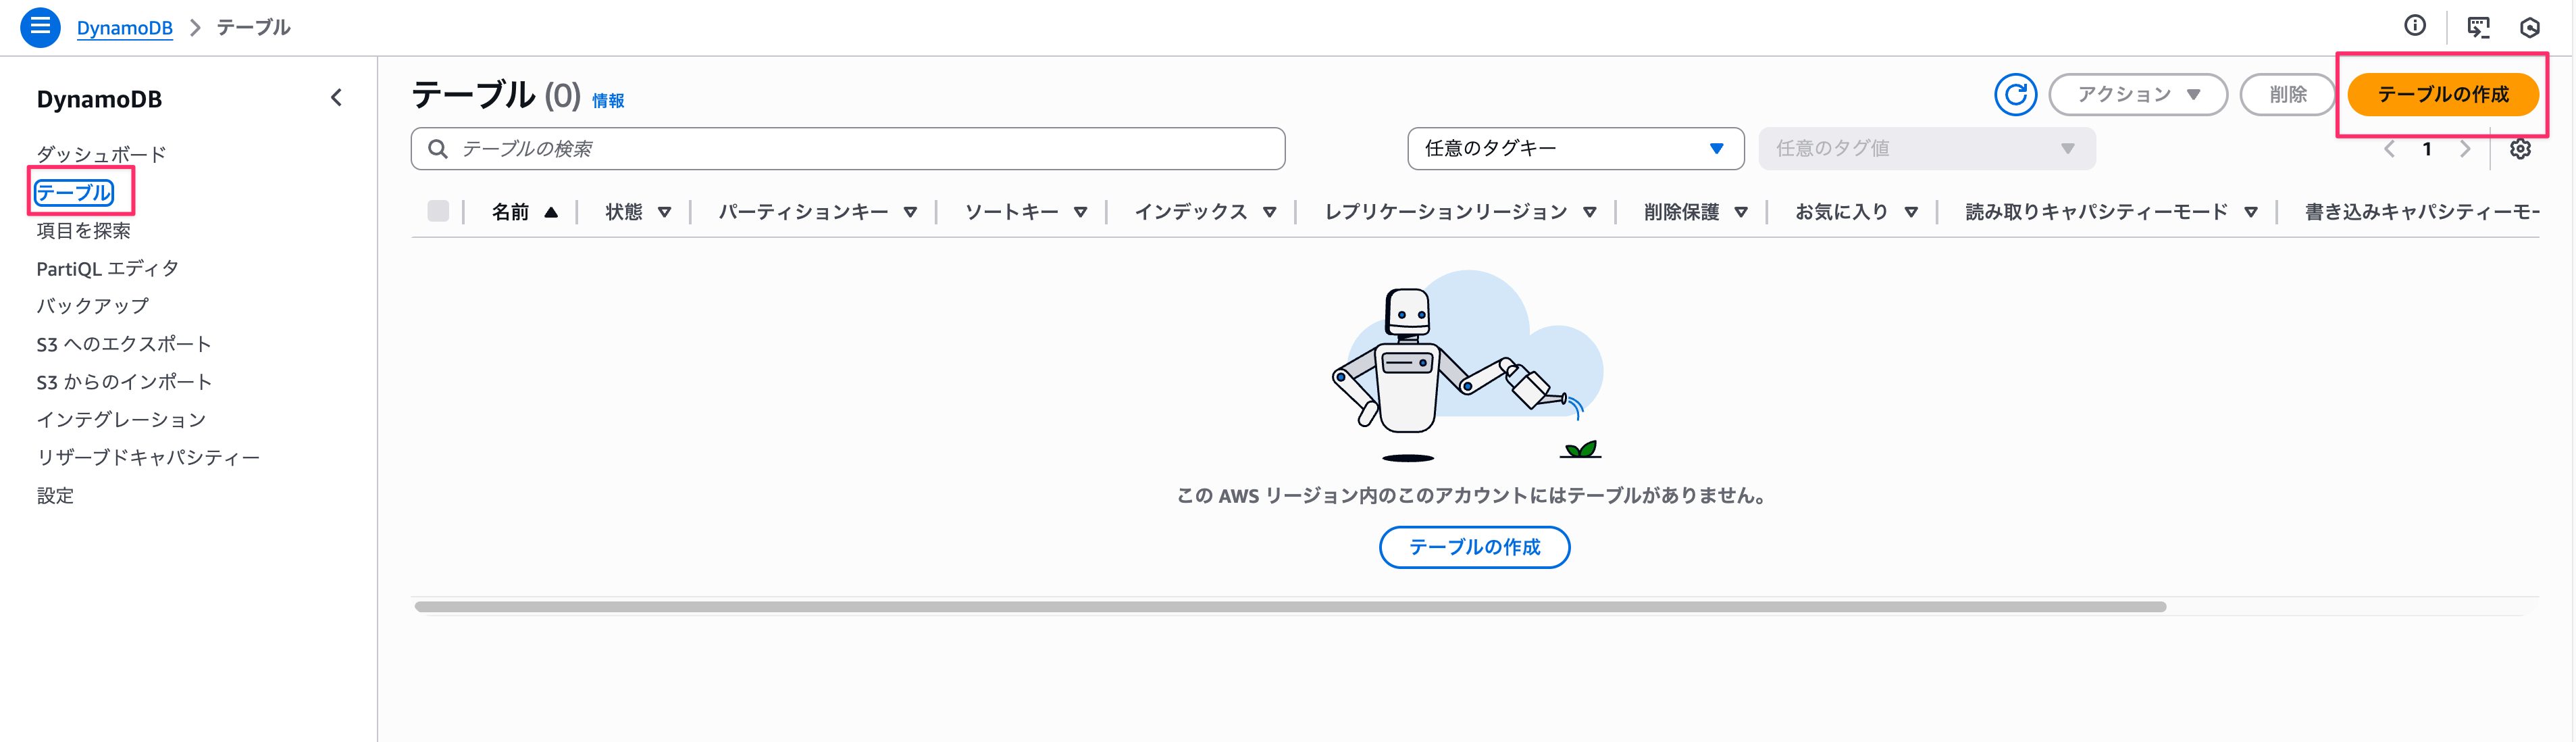 DynamoDB > テーブル
DynamoDB
ダッシュボード
テーブル
項目を探索
PartiQL エディタ
バックアップ
S3 へのエクスポート
S3 からのインポート
インテグレーション
リザーブドキャパシティー
設定
テーブル (0) 情報
アクション
削除
テーブルの作成
テーブルの検索
任意のタグキー
任意のタグ値
1
名前
状態
パーティションキー
ソートキー
インデックス
レプリケーションリージョン
削除保護
お気に入り
読み取りキャパシティーモード
書き込みキャパシティーモー
この AWS リージョン内のこのアカウントにはテーブルがありません。
テーブルの作成